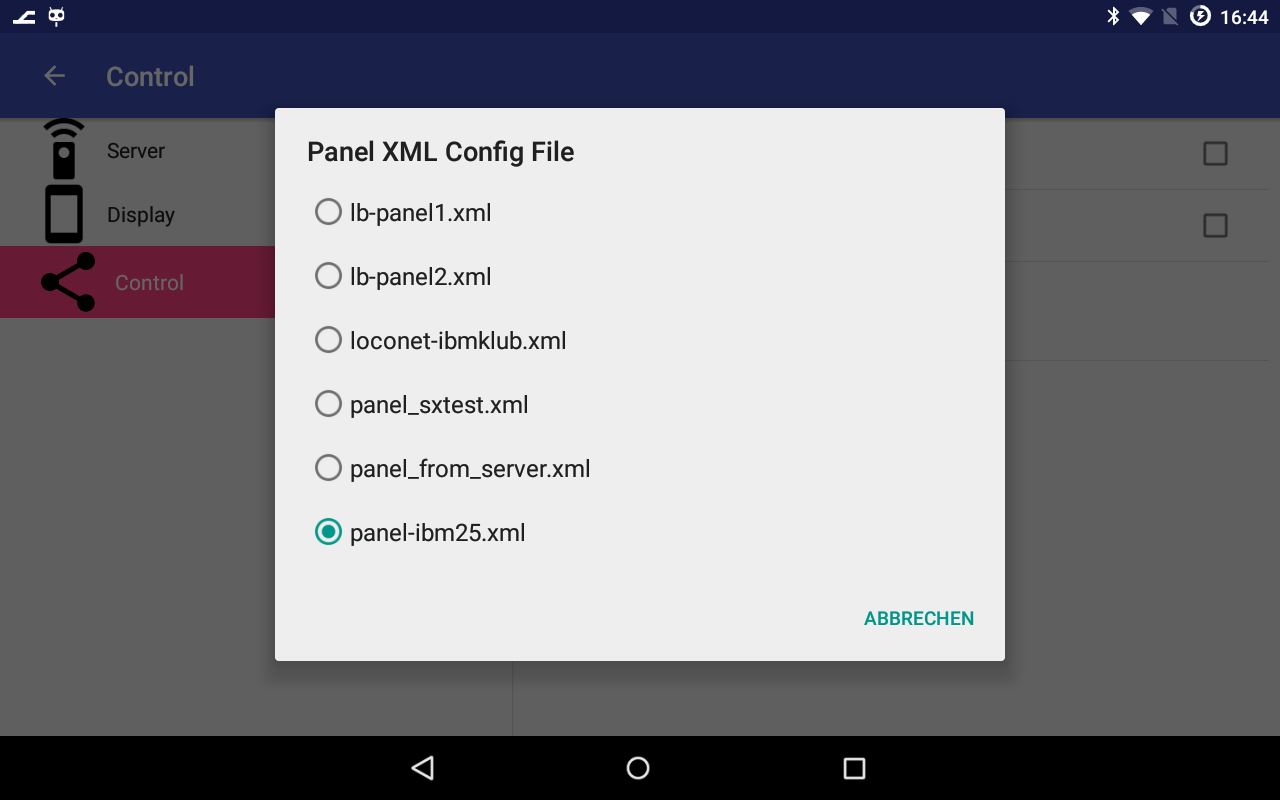 16:44
Control
Server
Display
Control
Panel XML Config File
lb-panel1.xml
lb-panel2.xml
loconet-ibmklub.xml
panel_sxtest.xml
panel_from_server.xml
panel-ibm25.xml
ABBRECHEN